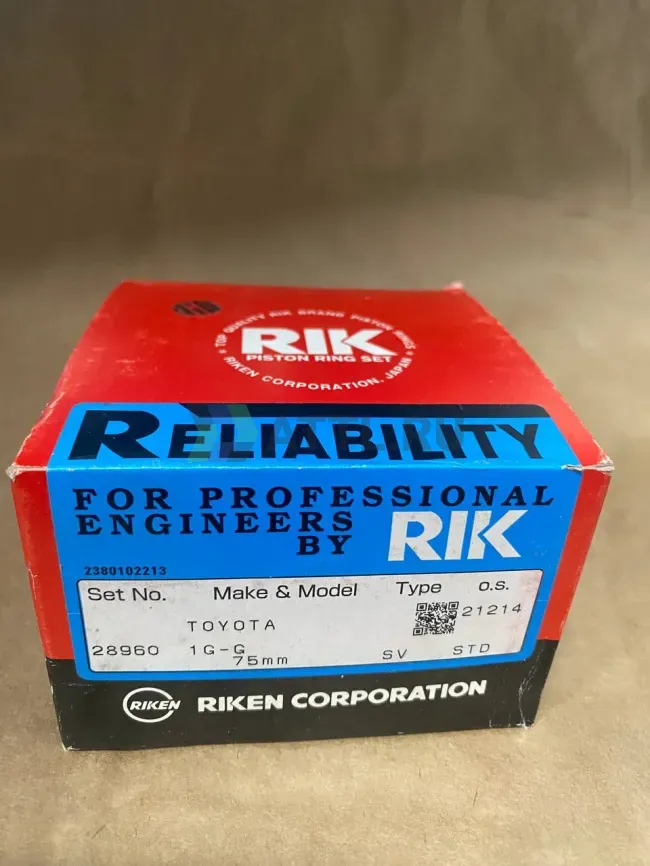 TOP QUALITY RIK BRAND PISTON RINGS
RIK
PISTON RING SET
RIKEN CORPORATION, JAPAN
RELIABILITY
FOR PROFESSIONAL
ENGINEERS
BY RIK
2380102213
Set No. Make & Model Type O.S.
TOYOTA 21214
28960 1G-G
75mm SV STD
RIKEN RIKEN CORPORATION